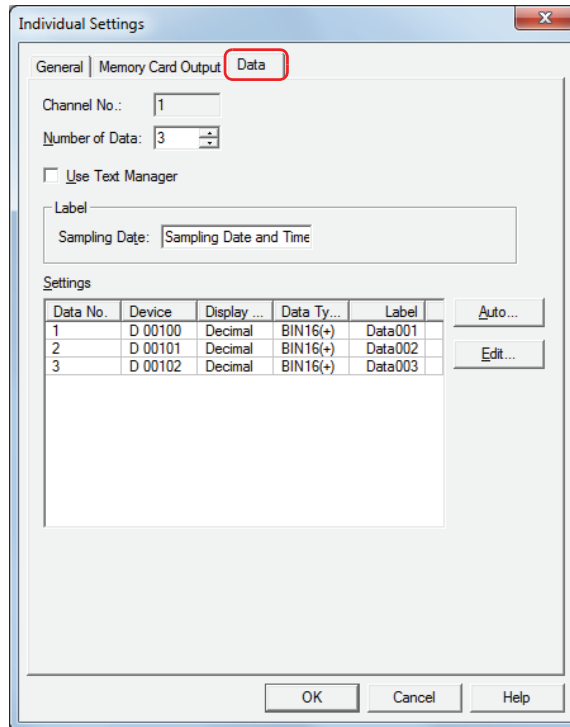 Individual Settings
General Memory Card Output Data
Channel No.: 1
Number of Data: 3
Use Text Manager
Label
Sampling Date: Sampling Date and Time
Settings
Data No. Device Display ... Data Ty... Label
1 D 00100 Decimal BIN16(+) Data001
2 D 00101 Decimal BIN16(+) Data002
3 D 00102 Decimal BIN16(+) Data003
Auto...
Edit...
OK Cancel Help